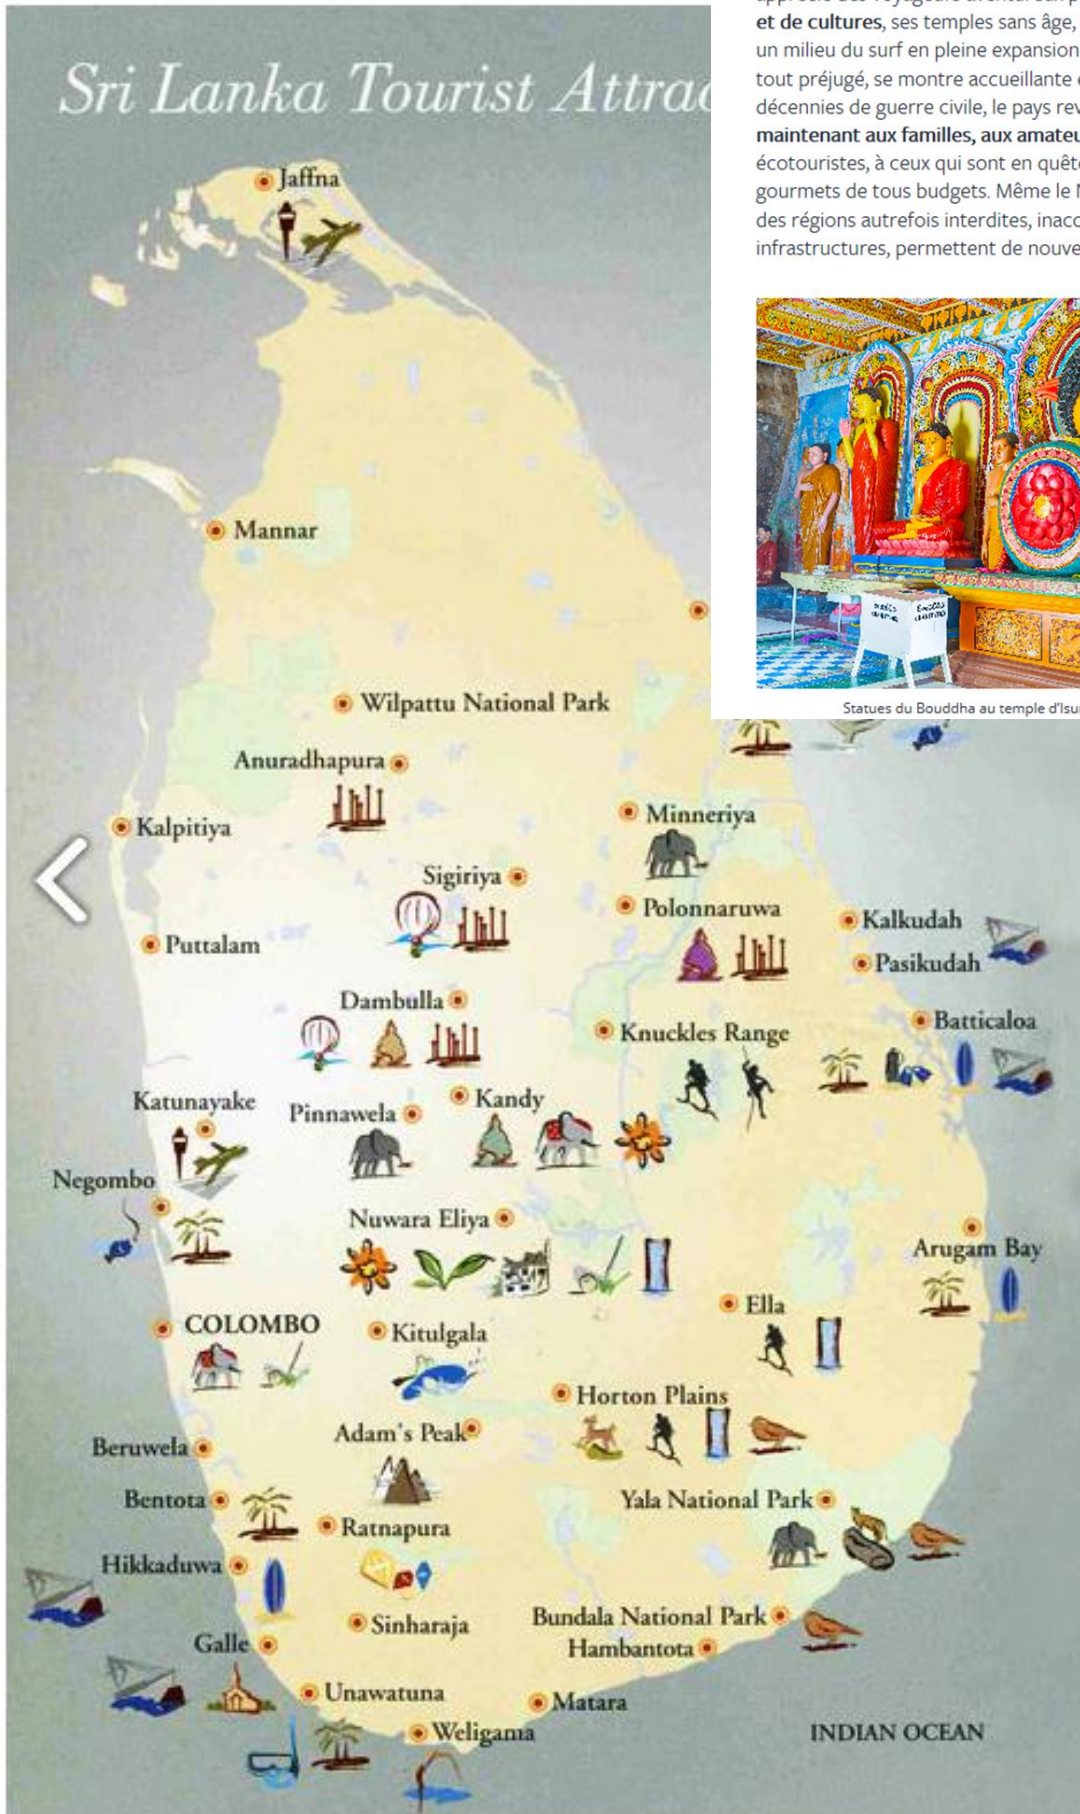 Sri Lanka Tourist Attrac
et de cultures, ses temples sans âge,
un milieu du surf en pleine expansion
tout préjugé, se montre accueillante
décennies de guerre civile, le pays rev
maintenant aux familles, aux amateu
écotouristes, à ceux qui sont en quêt
gourmets de tous budgets. Même le
des régions autrefois interdites, inacc
infrastructures, permettent de nouve
Statues du Bouddha au temple d'Isur
Jaffna
Mannar
Wilpattu National Park
Anuradhapura
Kalpitiya
Minneriya
Sigiriya
Polonnaruwa
Kalkudah
Puttalam
Pasikudah
Dambulla
Batticaloa
Knuckles Range
Katunayake
Pinnawela
Kandy
Negombo
Nuwara Eliya
Arugam Bay
Ella
COLOMBO
Kitulgala
Horton Plains
Adam's Peak
Beruwela
Bentota
Yala National Park
Ratnapura
Hikkaduwa
Sinharaja
Bundala National Park
Galle
Hambantota
Unawatuna
Matara
Weligama
INDIAN OCEAN